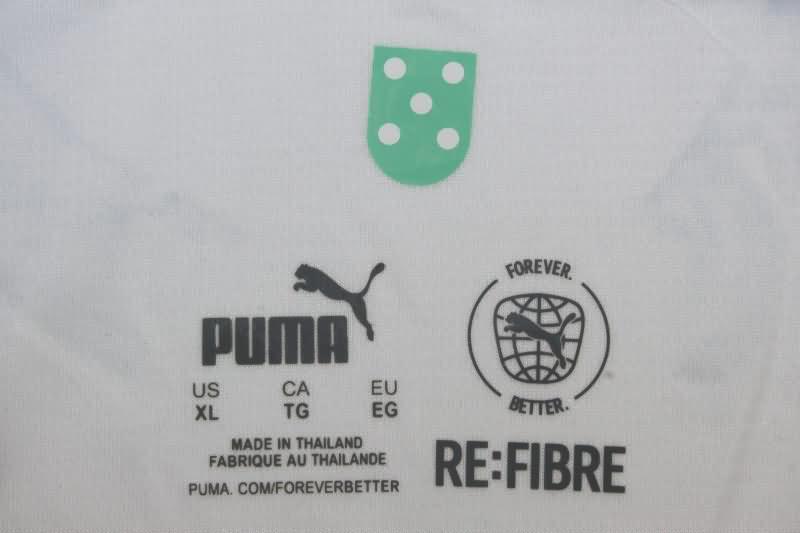 PUMA
US CA EU
XL TG EG
MADE IN THAILAND
FABRIQUE AU THAILANDE
PUMA. COM/FOREVERBETTER
FOREVER.
BETTER.
RE:FIBRE